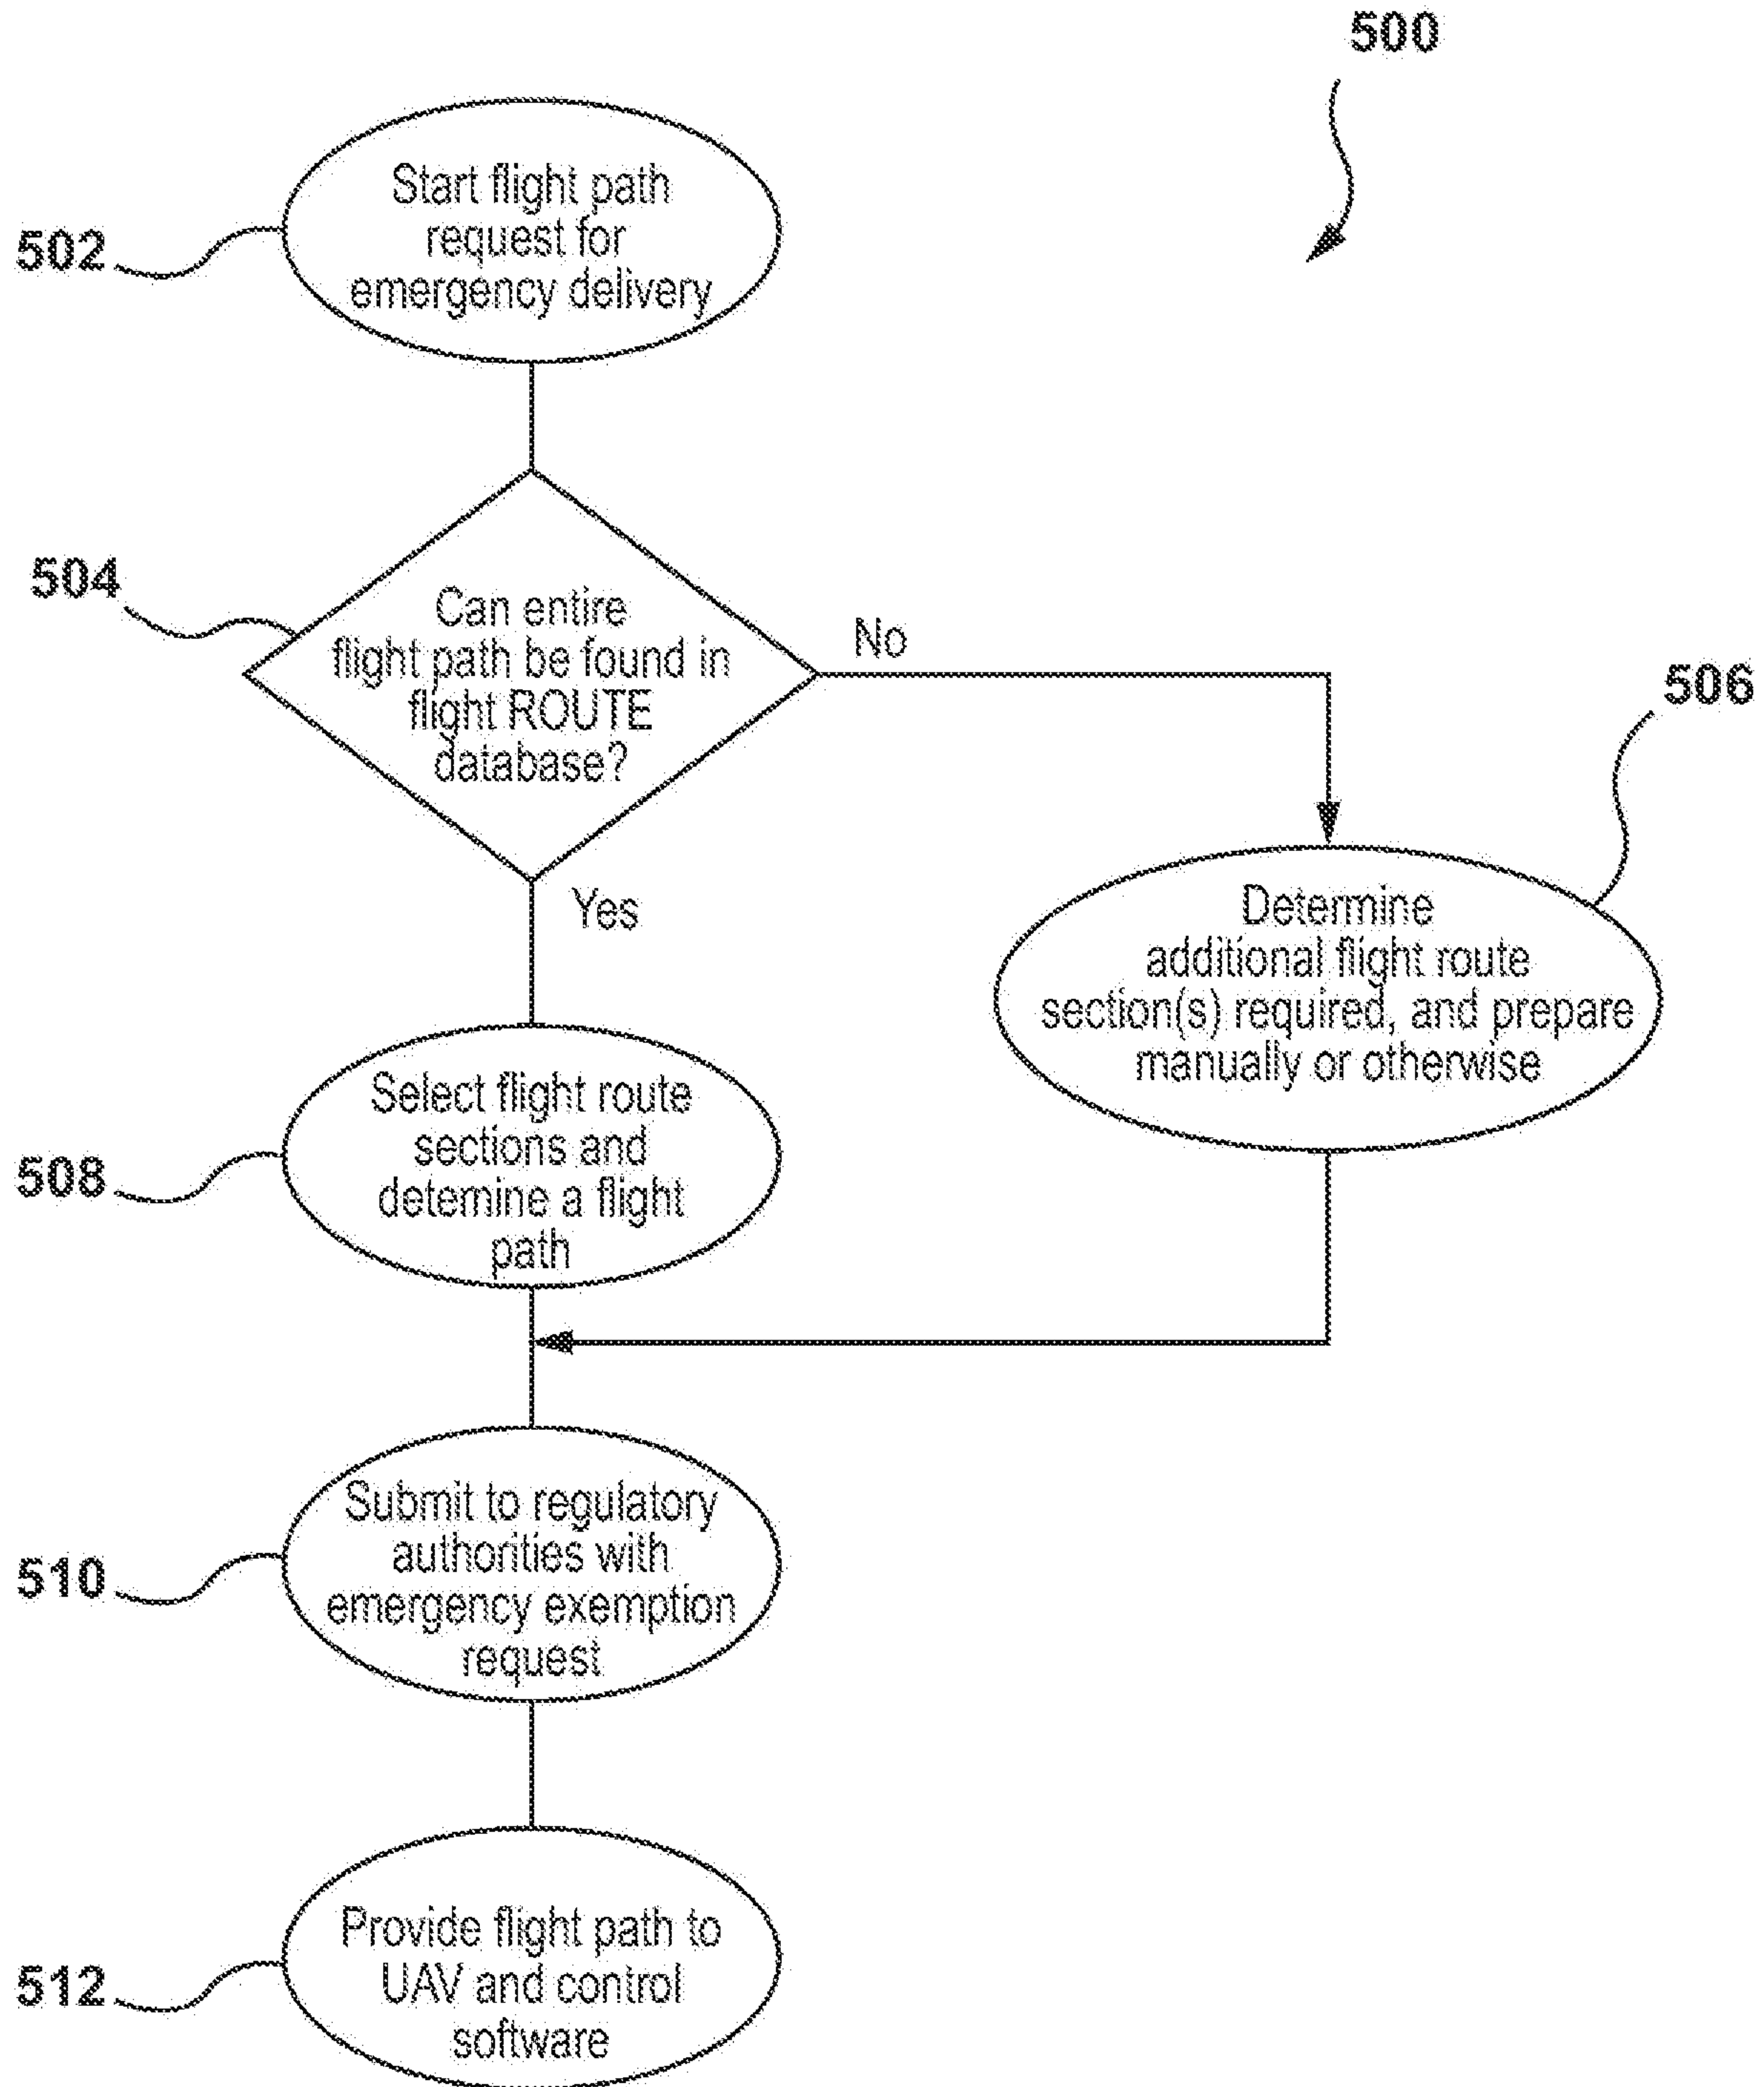 500
502
Start flight path
request for
emergency delivery
504
Can entire
flight path be found in
flight ROUTE
database?
No
506
Yes
Determine
additional flight route
section(s) required, and prepare
manually or otherwise
508
Select flight route
sections and
detemine a flight
path
510
Submit to regulatory
authorities with
emergency exemption
request
512
Provide flight path to
UAV and control
software